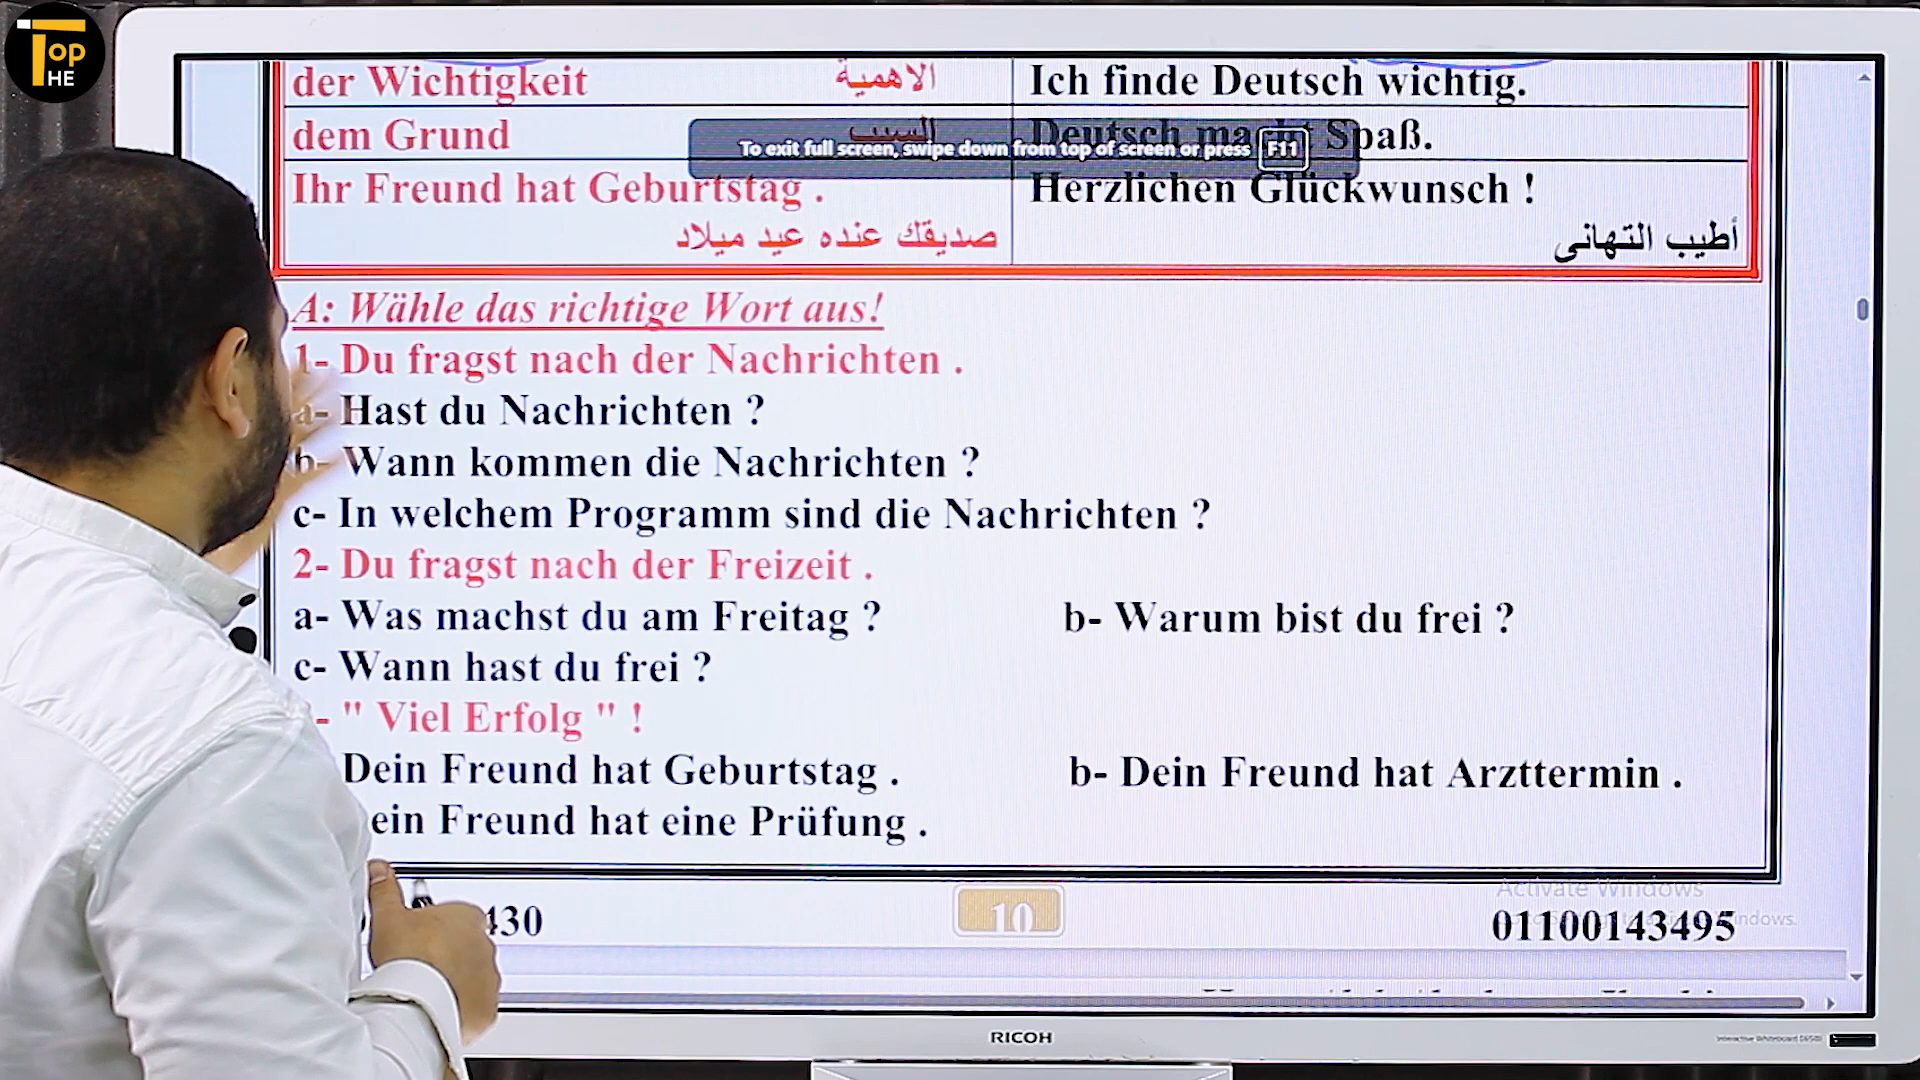 TOP
THE
der Wichtigkeit الاهمية Ich finde Deutsch wichtig.
dem Grund السبب Deutsch macht Spaß.
To exit full screen, swipe down from top of screen or press F11
Ihr Freund hat Geburtstag . Herzlichen Glückwunsch !
صديقك عنده عيد ميلاد أطيب التهانى
A: Wähle das richtige Wort aus!
1- Du fragst nach der Nachrichten .
a- Hast du Nachrichten ?
b- Wann kommen die Nachrichten ?
c- In welchem Programm sind die Nachrichten ?
2- Du fragst nach der Freizeit .
a- Was machst du am Freitag ? b- Warum bist du frei ?
c- Wann hast du frei ?
- " Viel Erfolg " !
Dein Freund hat Geburtstag . b- Dein Freund hat Arzttermin .
ein Freund hat eine Prüfung .
Activate Windows
430 10 01100143495
RICOH